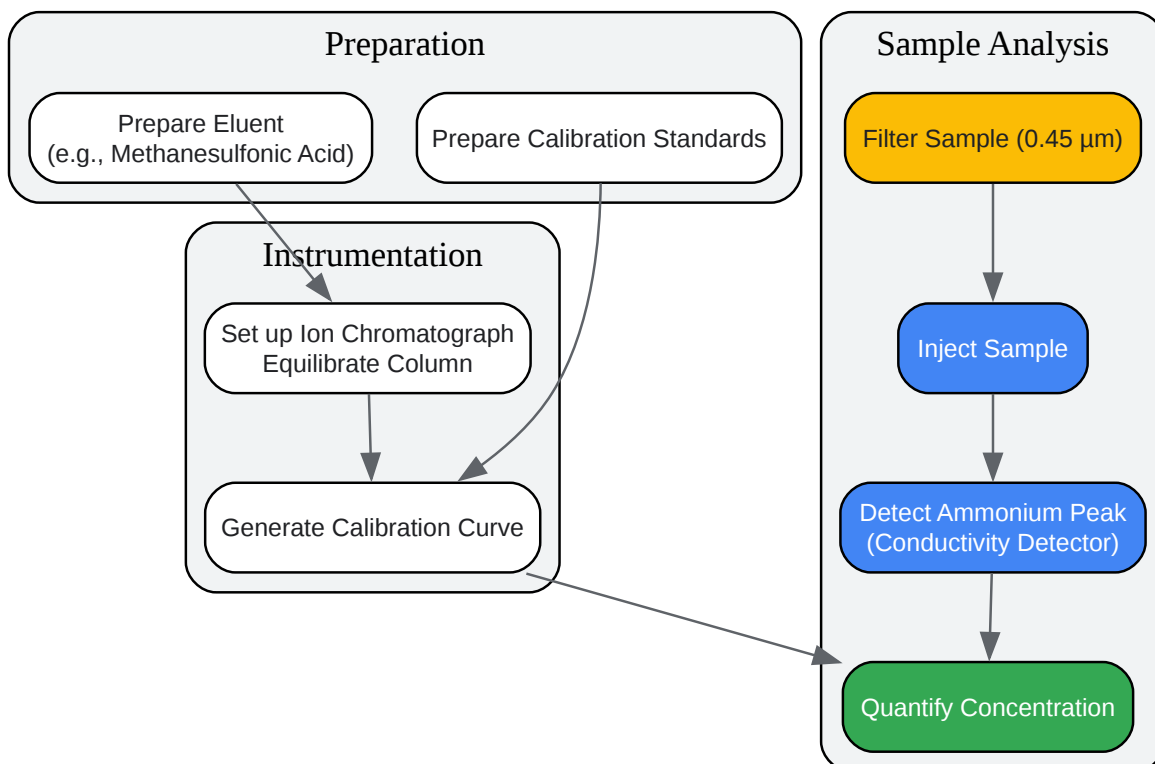 Preparation
Prepare Eluent
(e.g., Methanesulfonic Acid)
Prepare Calibration Standards
Instrumentation
Set up Ion Chromatograph
Equilibrate Column
Generate Calibration Curve
Sample Analysis
Filter Sample (0.45 µm)
Inject Sample
Detect Ammonium Peak
(Conductivity Detector)
Quantify Concentration